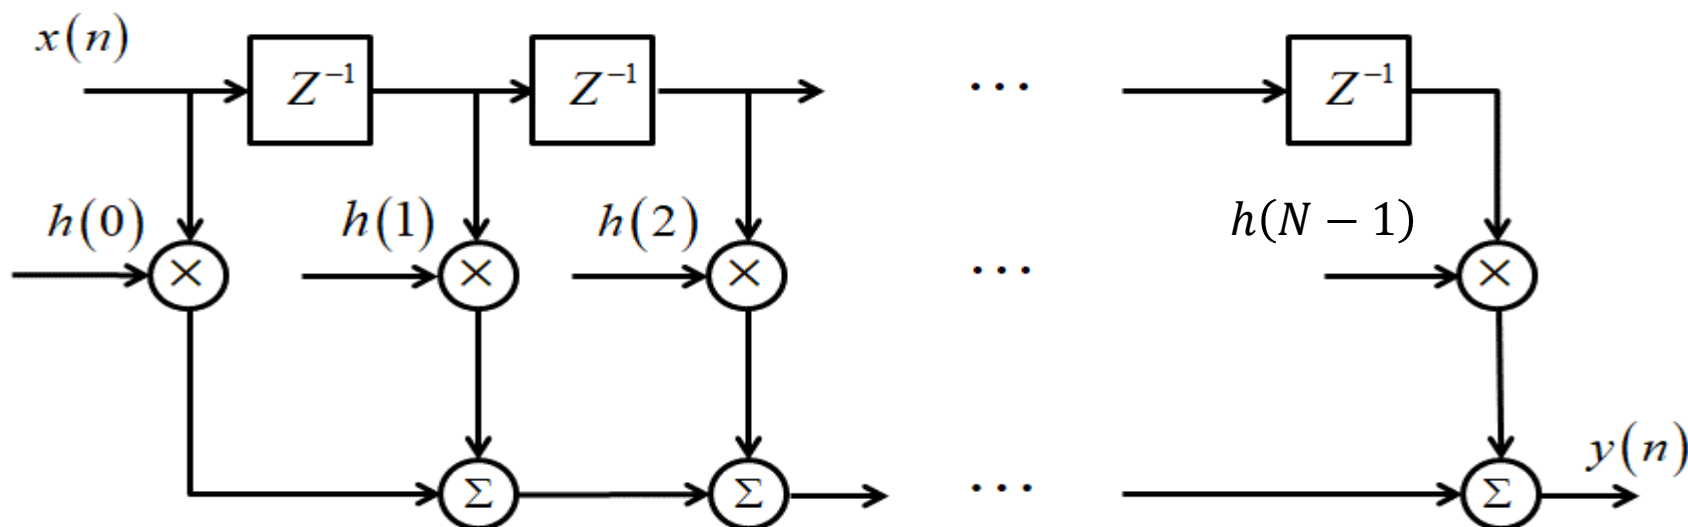 x(n)
Z⁻¹ Z⁻¹ ··· Z⁻¹
h(0) h(1) h(2) h(N − 1)
× × × ··· ×
y(n)
Σ Σ ··· Σ